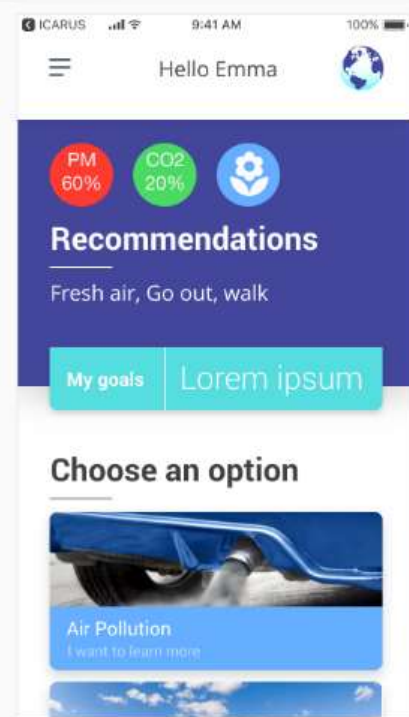 ICARUS 9:41 AM 100%
Hello Emma
PM
60%
CO2
20%
Recommendations
Fresh air, Go out, walk
My goals Lorem ipsum
Choose an option
Air Pollution
I want to learn more